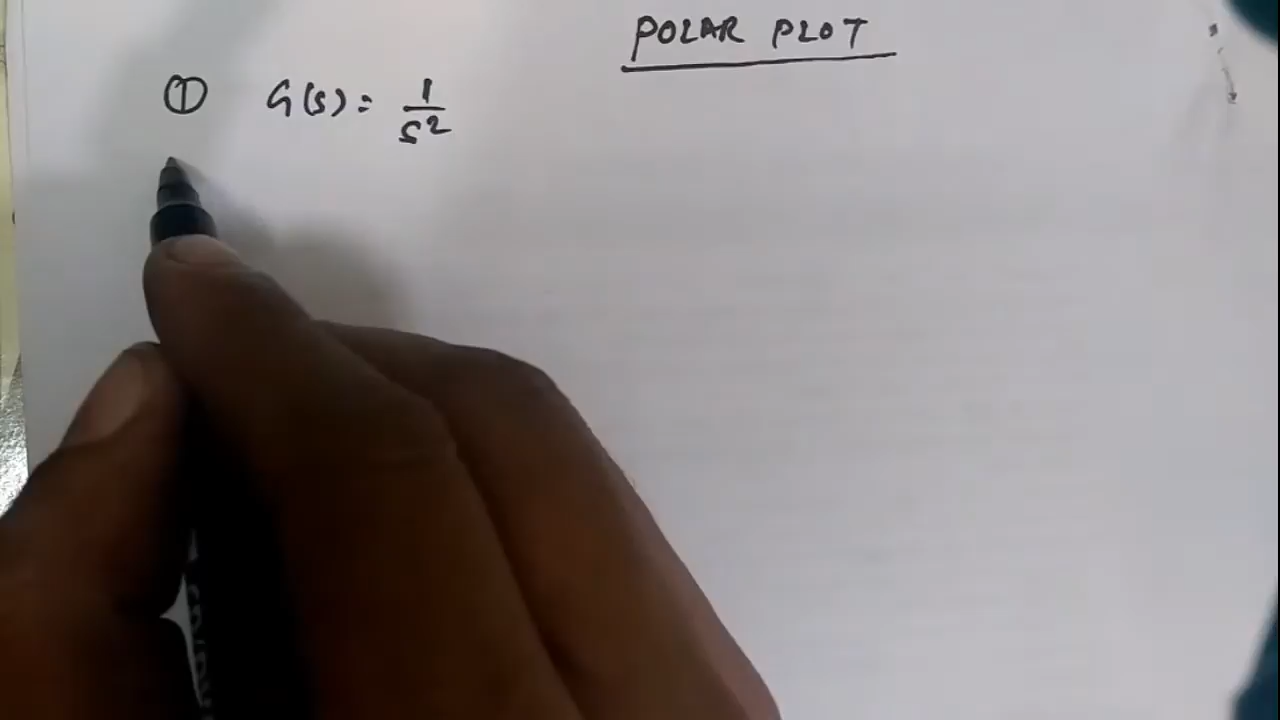 POLAR PLOT
① G(s) = 1/s²